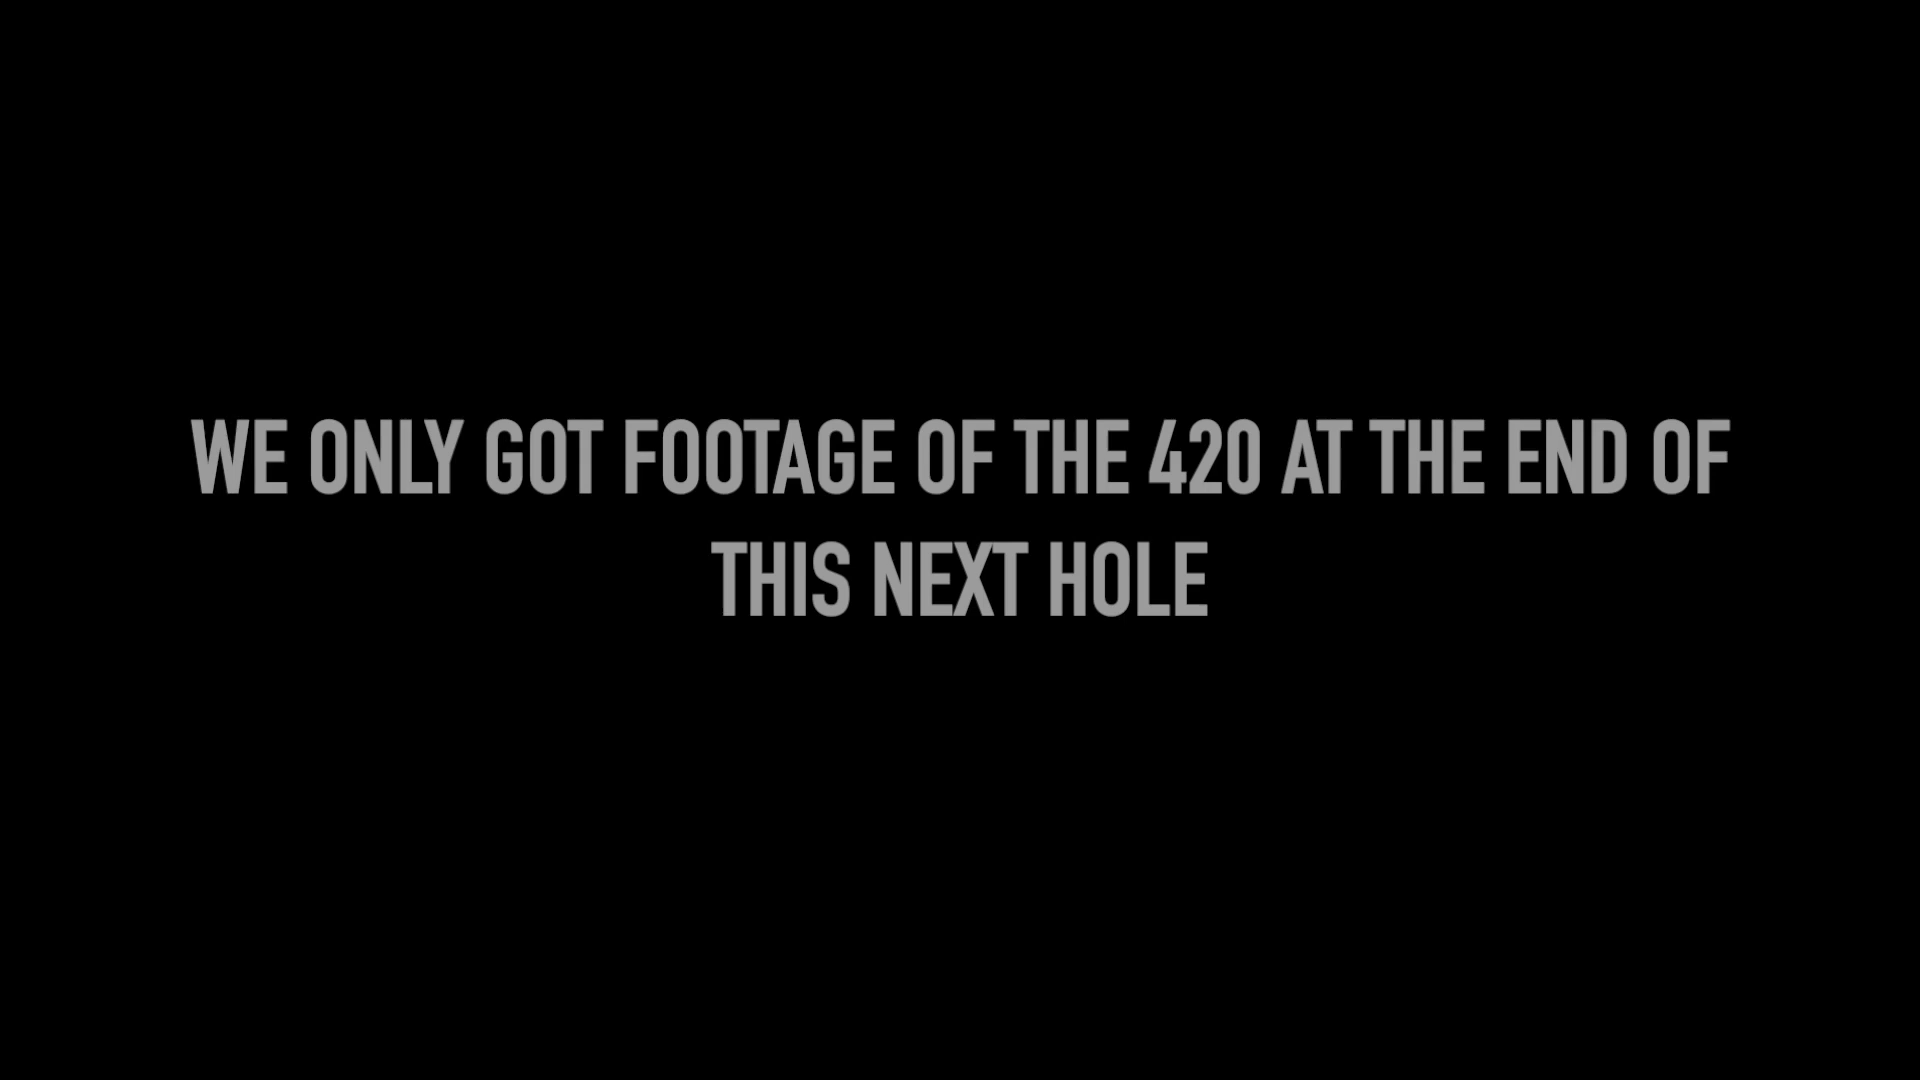 WE ONLY GOT FOOTAGE OF THE 420 AT THE END OF
THIS NEXT HOLE